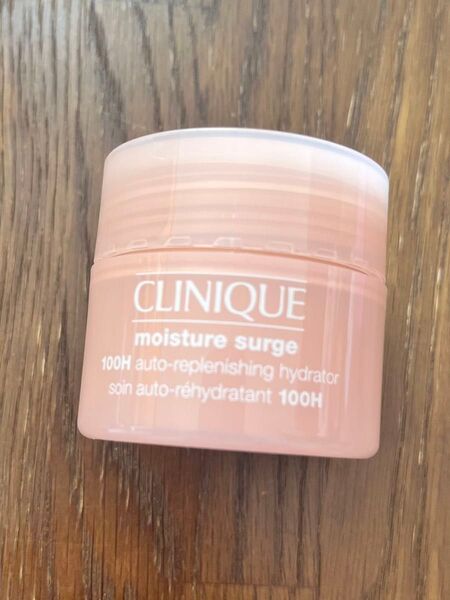 CLINIQUE
moisture surge
100H auto-replenishing hydrator
soin auto-réhydratant 100H